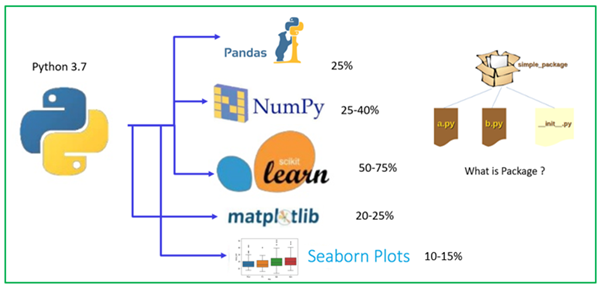 Python 3.7
Pandas
25%
NumPy
25-40%
scikit
learn
50-75%
matplotlib
20-25%
Seaborn Plots
10-15%
simple_package
a.py
b.py
__init__.py
What is Package ?